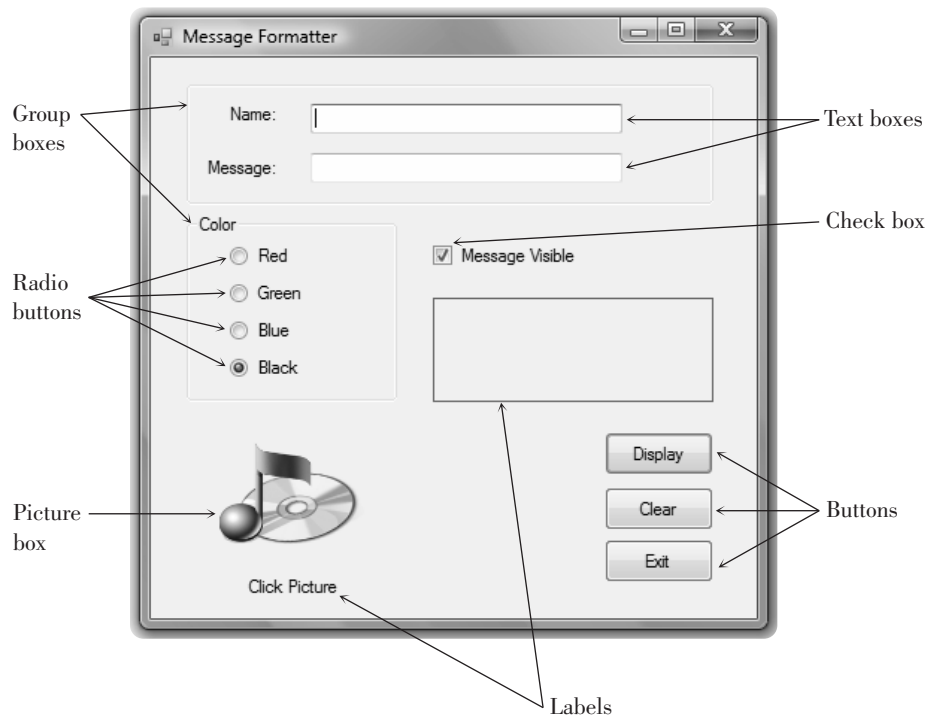 Message Formatter
Group
boxes
Name:
Text boxes
Message:
Color
Check box
Red
Message Visible
Radio
buttons
Green
Blue
Black
Display
Picture
box
Clear
Buttons
Exit
Click Picture
Labels